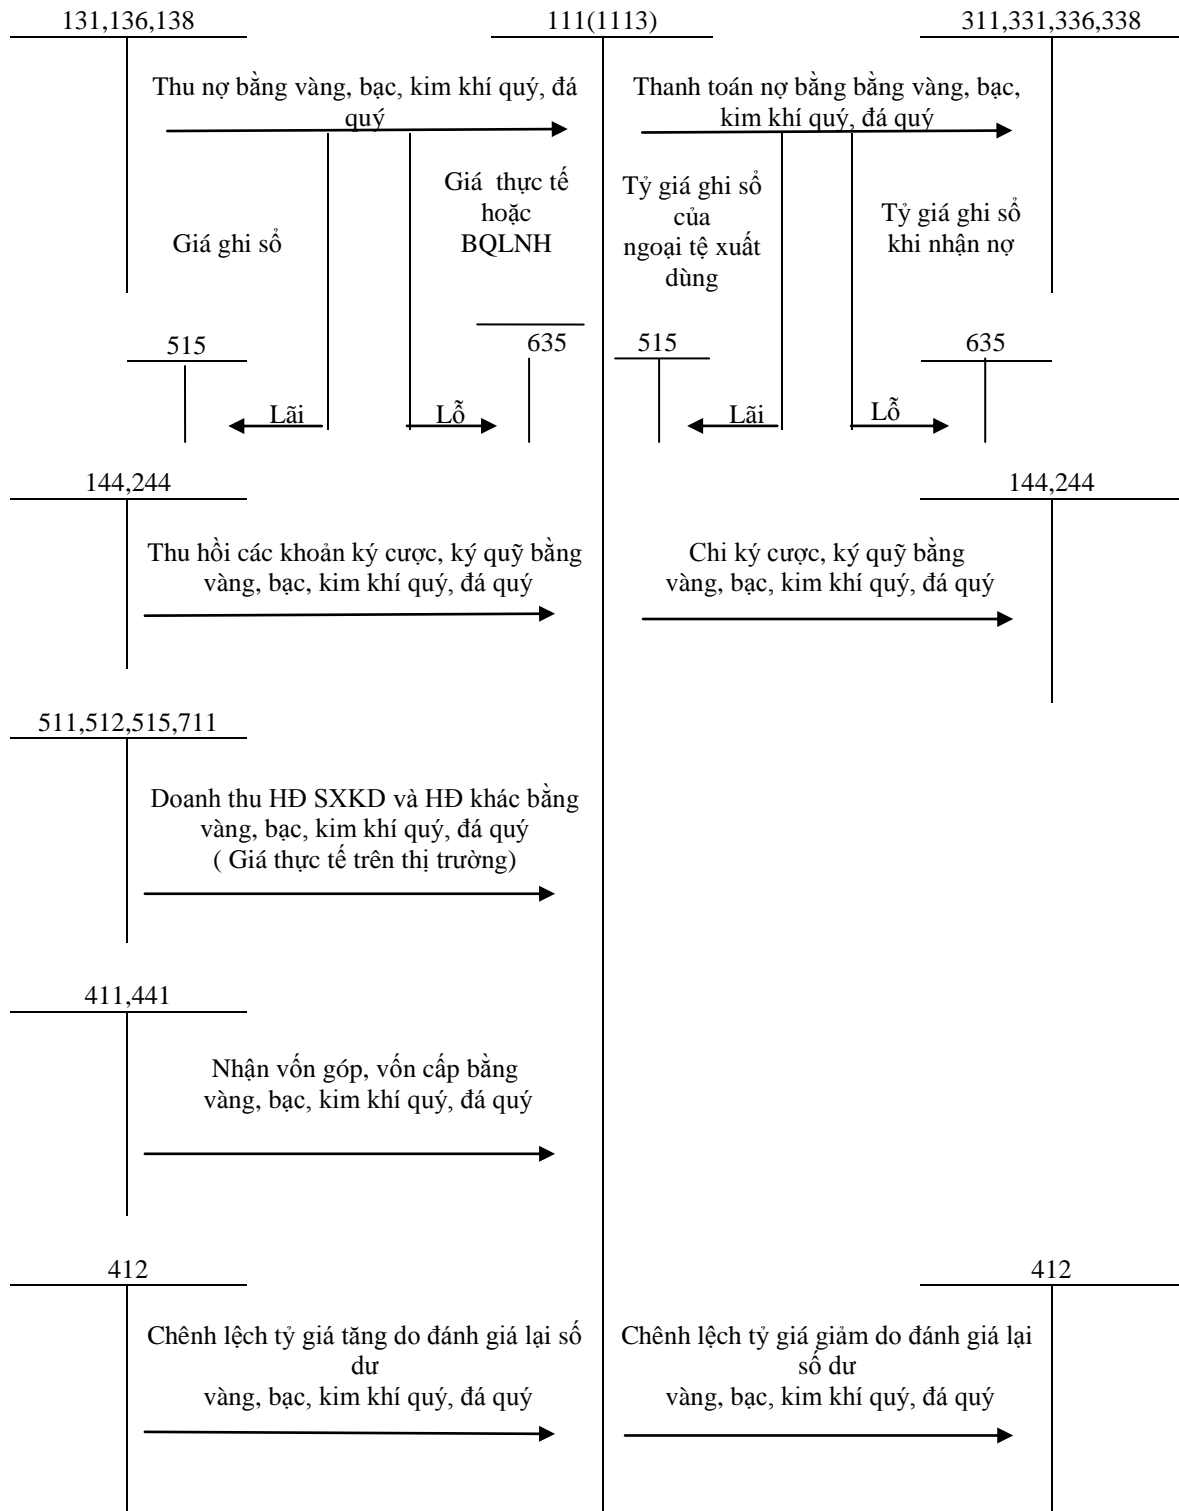 131,136,138
111(1113)
311,331,336,338
Thu nợ bằng vàng, bạc, kim khí quý, đá
quý
Thanh toán nợ bằng bằng vàng, bạc,
kim khí quý, đá quý
Giá ghi sổ
Giá thực tế
hoặc
BQLNH
Tỷ giá ghi sổ
của
ngoại tệ xuất
dùng
Tỷ giá ghi sổ
khi nhận nợ
515
635
515
635
Lãi
Lỗ
Lãi
Lỗ
144,244
144,244
Thu hồi các khoản ký cược, ký quỹ bằng
vàng, bạc, kim khí quý, đá quý
Chi ký cược, ký quỹ bằng
vàng, bạc, kim khí quý, đá quý
511,512,515,711
Doanh thu HĐ SXKD và HĐ khác bằng
vàng, bạc, kim khí quý, đá quý
( Giá thực tế trên thị trường)
411,441
Nhận vốn góp, vốn cấp bằng
vàng, bạc, kim khí quý, đá quý
412
412
Chênh lệch tỷ giá tăng do đánh giá lại số
dư
vàng, bạc, kim khí quý, đá quý
Chênh lệch tỷ giá giảm do đánh giá lại
số dư
vàng, bạc, kim khí quý, đá quý